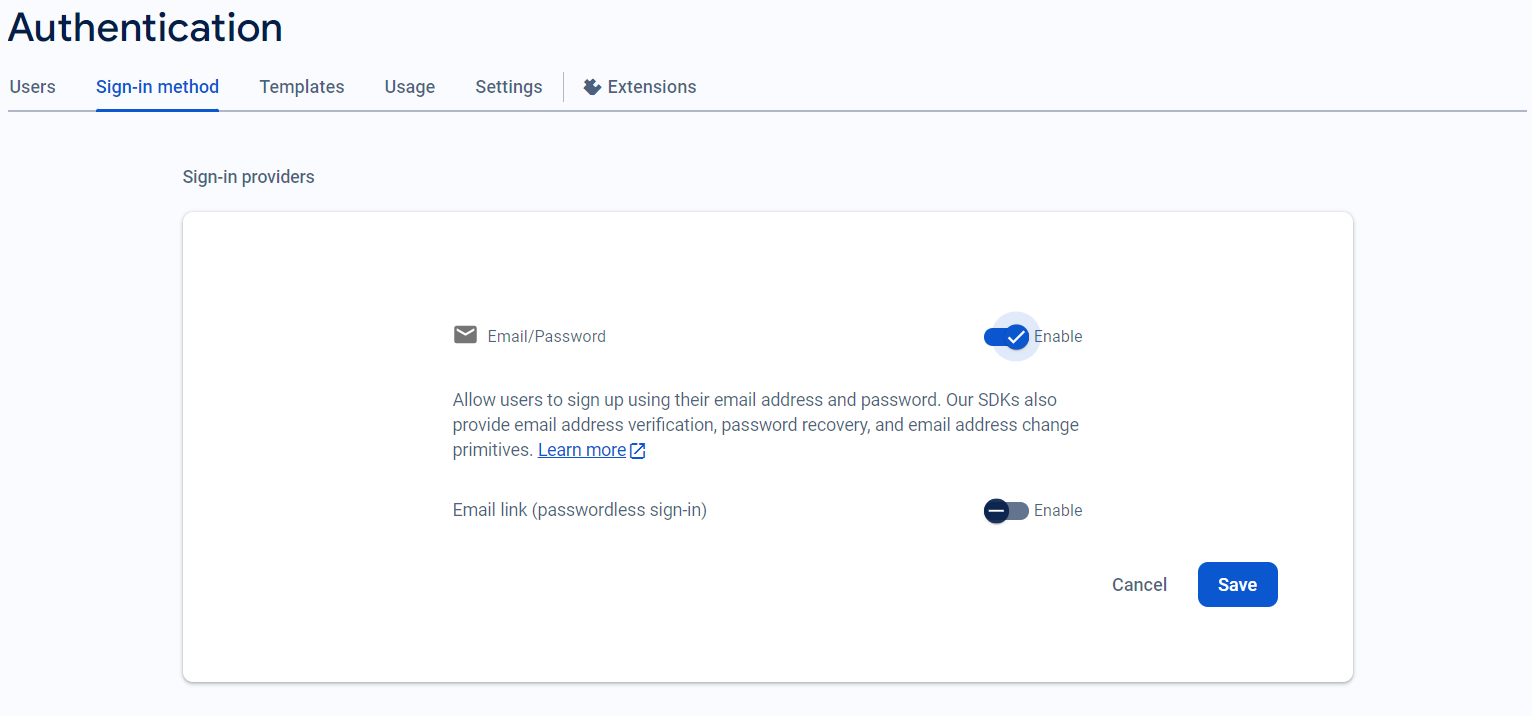 Authentication
Users
Sign-in method
Templates
Usage
Settings
Extensions
Sign-in providers
Email/Password
Enable
Allow users to sign up using their email address and password. Our SDKs also
provide email address verification, password recovery, and email address change
primitives. Learn more
Email link (passwordless sign-in)
Enable
Cancel
Save